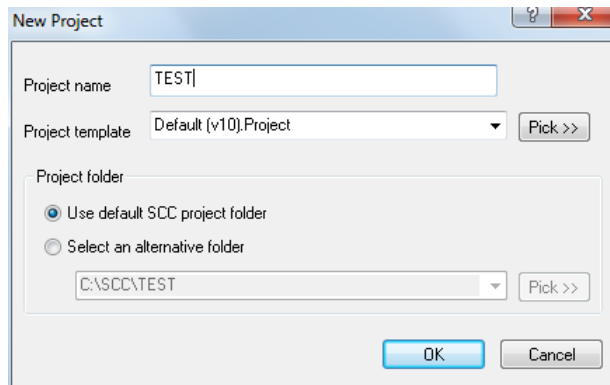 New Project
?
Project name
TEST
Project template
Default (v10).Project
Pick >>
Project folder
Use default SCC project folder
Select an alternative folder
C:\SCC\TEST
Pick >>
OK
Cancel